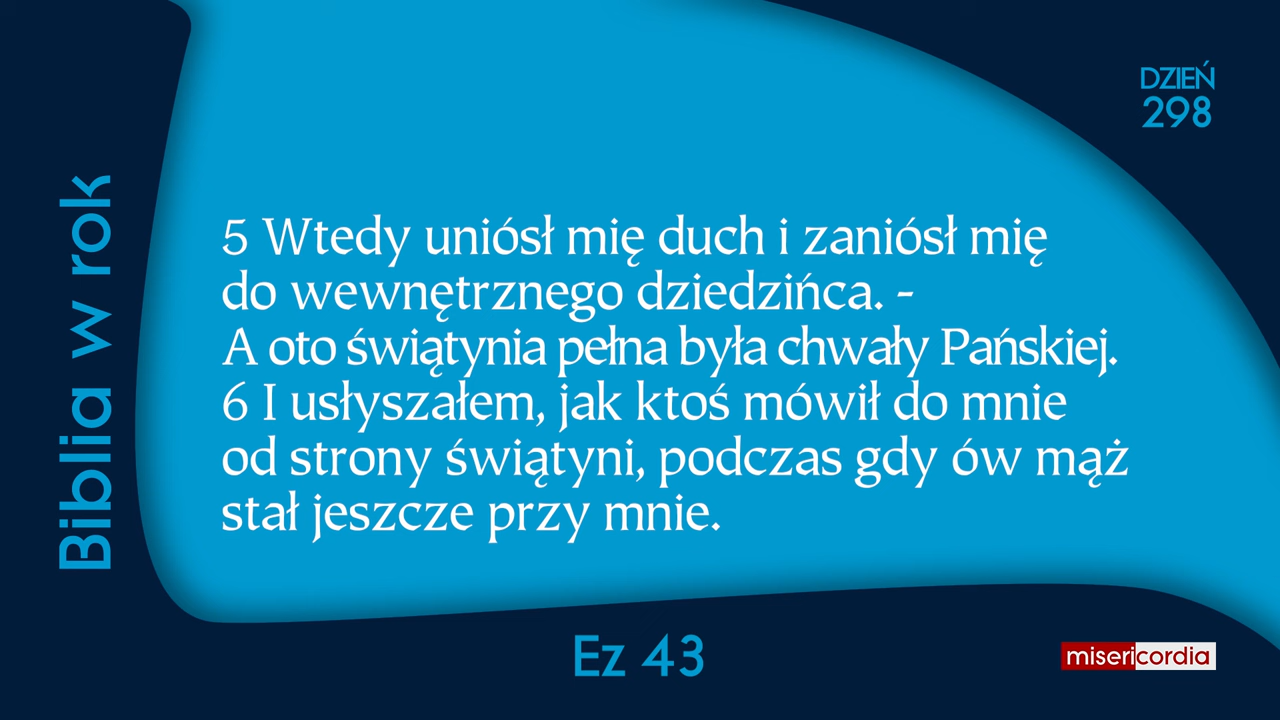 DZIEŃ
298
Biblia w rok
5 Wtedy uniósł mię duch i zaniósł mię
do wewnętrznego dziedzińca. -
A oto świątynia pełna była chwały Pańskiej.
6 I usłyszałem, jak ktoś mówił do mnie
od strony świątyni, podczas gdy ów mąż
stał jeszcze przy mnie.
Ez 43
misericordia